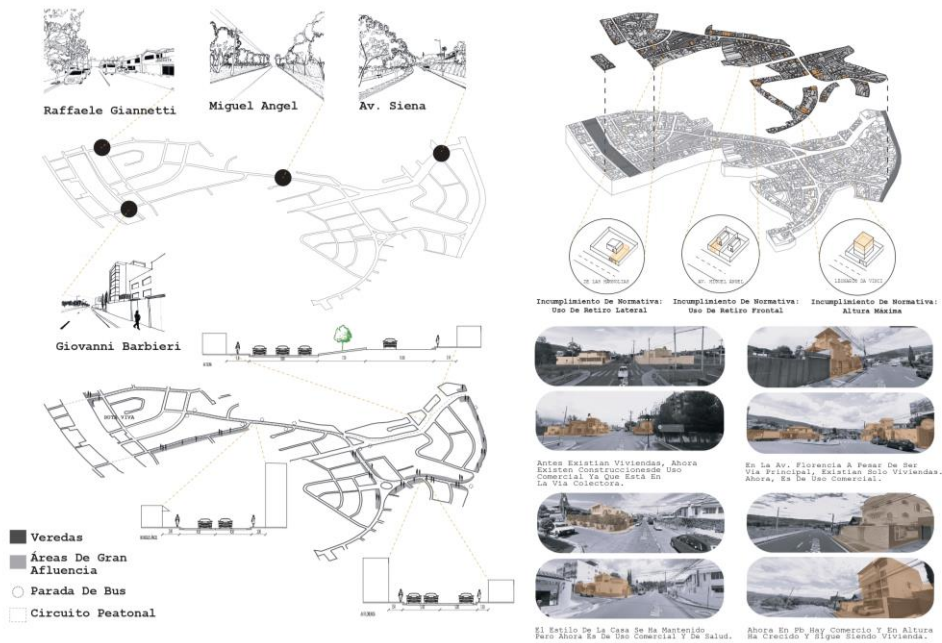 Raffaele Giannetti
Miguel Angel
Av. Siena
Giovanni Barbieri
Veredas
Áreas De Gran
Afluencia
Parada De Bus
Circuito Peatonal
Incumplimiento De Normativa:
Uso De Retiro Lateral
Incumplimiento De Normativa:
Uso De Retiro Frontal
Incumplimiento De Normativa:
Altura Máxima
Antes Existían Viviendas, Ahora
Existen Construccionesde Uso
Comercial Ya Que Está En
La Vía Colectora.
En La Av. Florencia A Pesar De Ser
Vía Principal, Existian Solo Viviendas.
Ahora, Es De Uso Comercial.
El Estilo De La Casa Se Ha Mantenido
Pero Ahora Es De Uso Comercial Y De Salud.
Ahora En Pb Hay Comercio Y En Altura
Ha Crecido Y Sigue Siendo Vivienda.